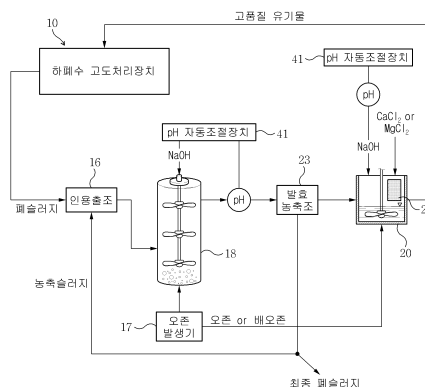 고품질 유기물
10
하폐수 고도처리장치
41
pH 자동조절장치
pH
CaCl2 or
MgCl2
pH 자동조절장치
41
NaOH
NaOH
16
인용출조
pH
23
발효
농축조
폐슬러지
18
20
농축슬러지
17
오존
발생기
오존 or 배오존
최종 폐슬러지